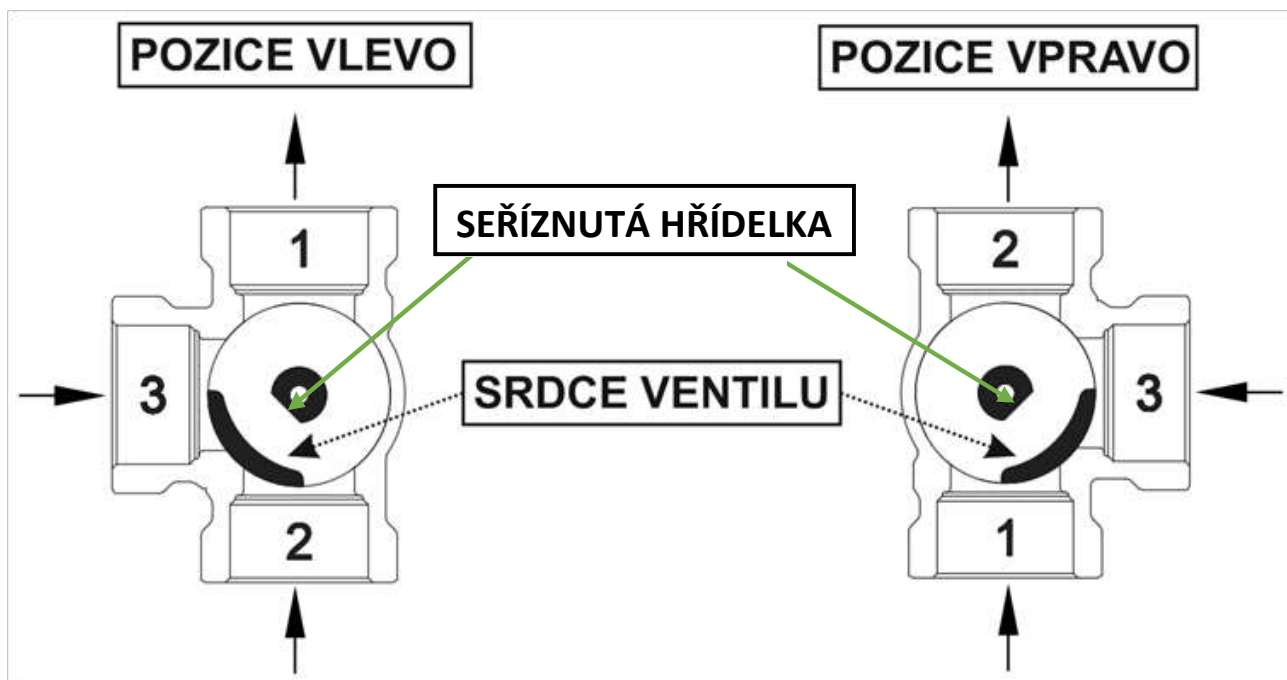 POZICE VLEVO
POZICE VPRAVO
SEŘÍZNUTÁ HŘÍDELKA
1
2
3
3
SRDCE VENTILU
2
1